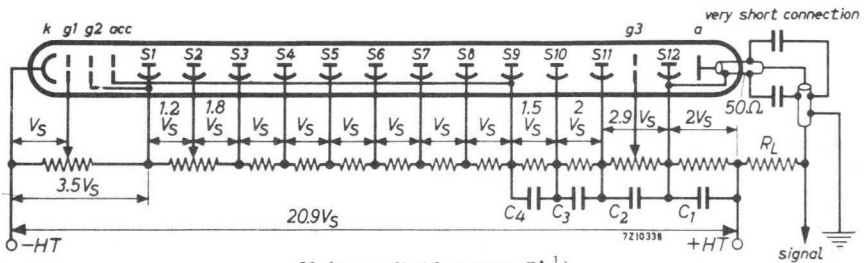 very short connection
k g1 g2 acc S1 S2 S3 S4 S5 S6 S7 S8 S9 S10 S11 g3 S12 a
50Ω
1.2 1.8 1.5 2 2.9 VS 2VS
VS VS VS VS VS VS VS VS VS VS VS
RL
3.5VS
C4 C3 C2 C1
20.9VS
7Z10338
-HT +HT signal